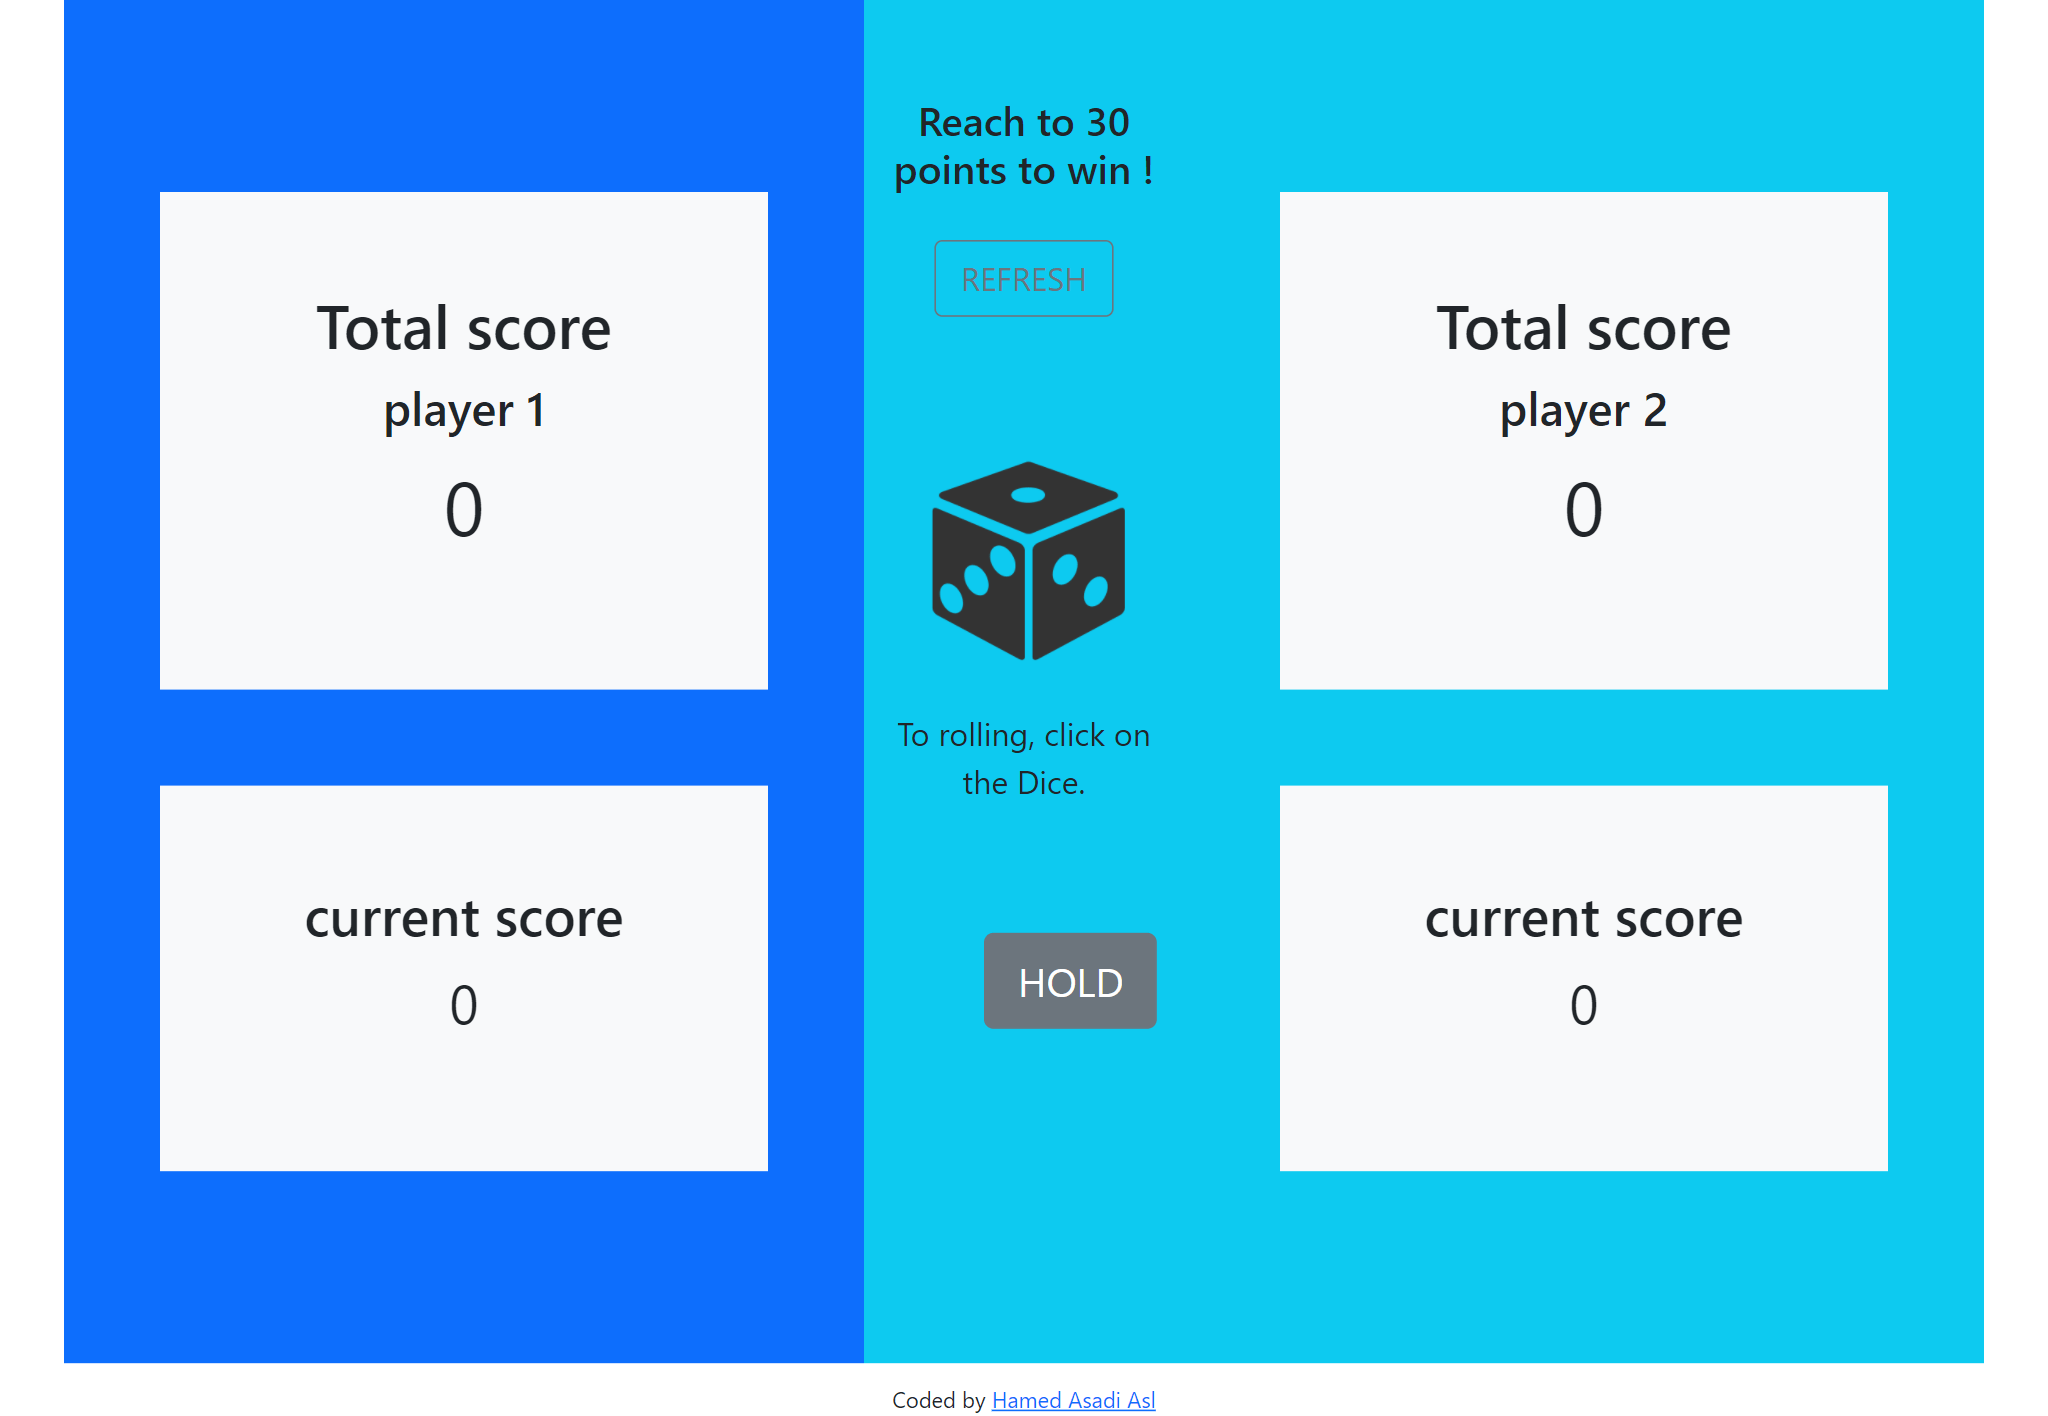 Total score
player 1
0
current score
0
Reach to 30
points to win !
REFRESH
To rolling, click on
the Dice.
HOLD
Total score
player 2
0
current score
0
Coded by Hamed Asadi Asl